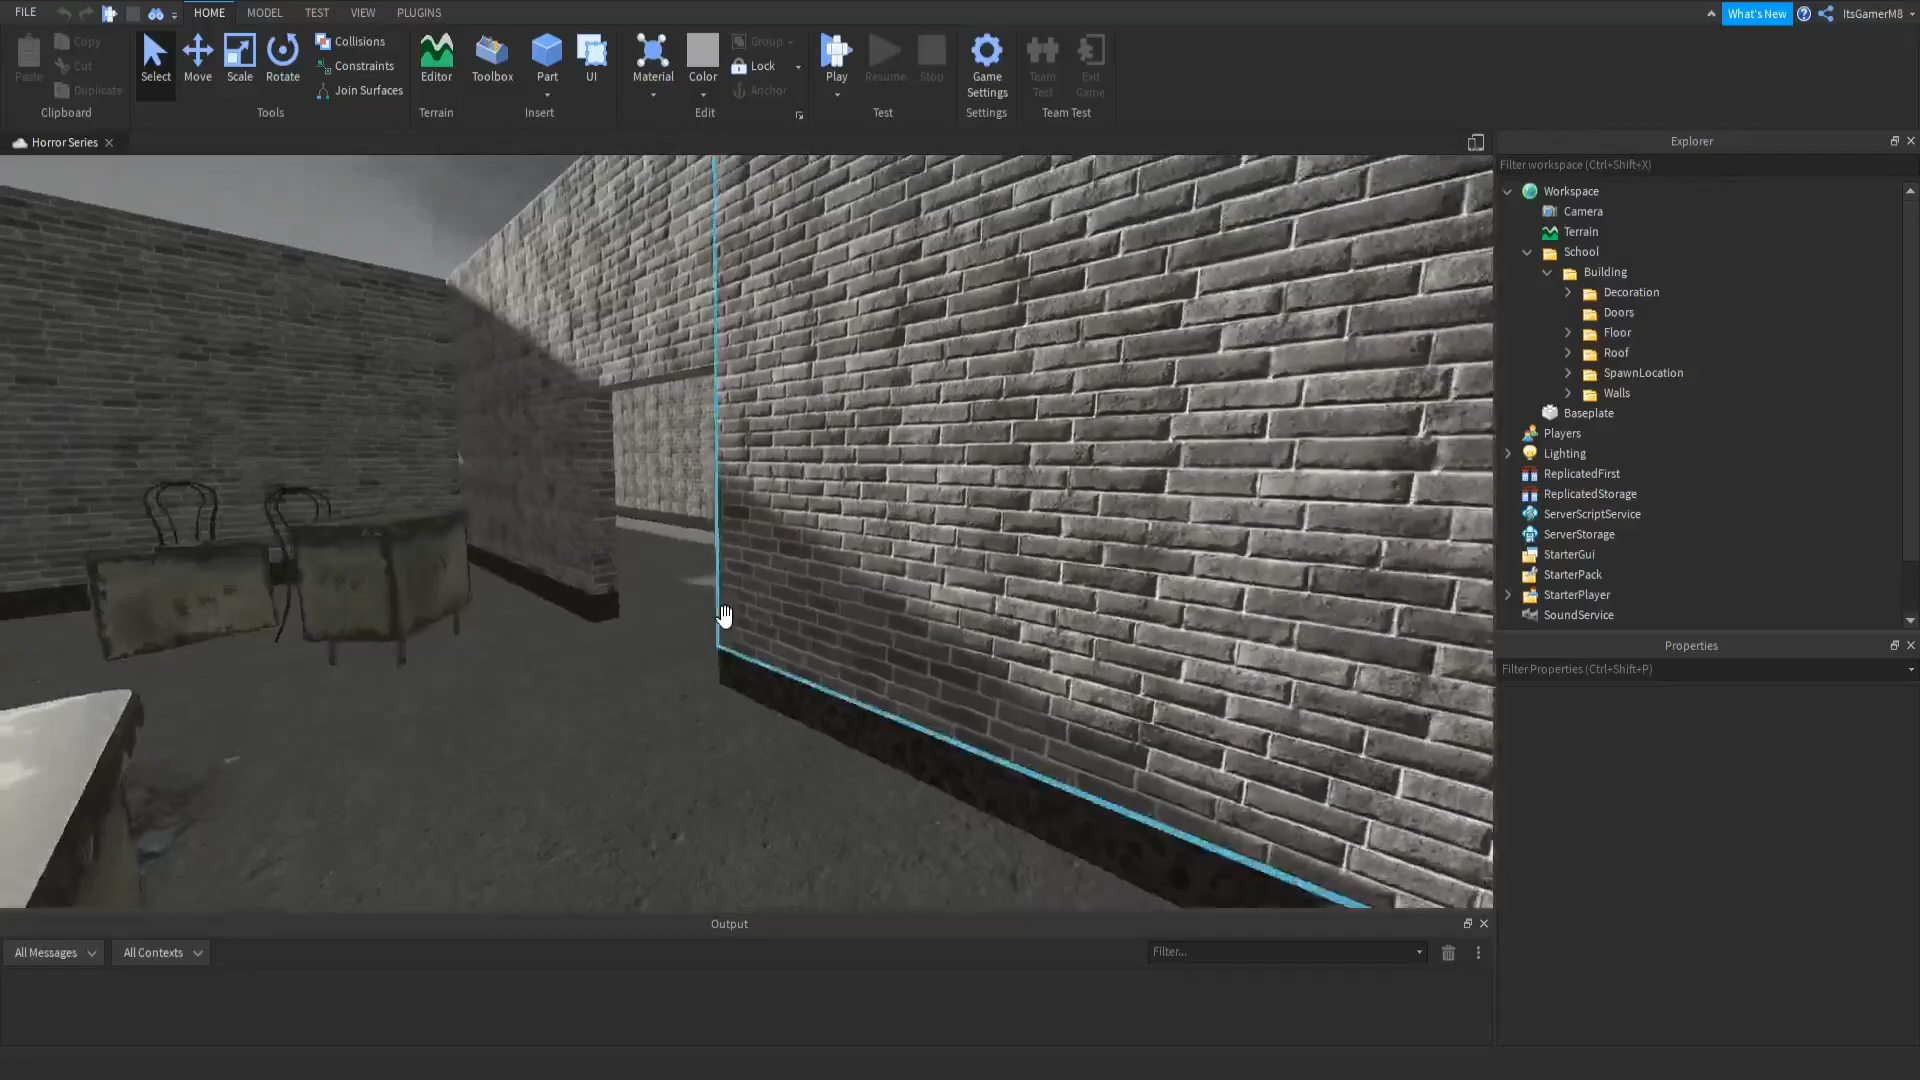 FILE HOME MODEL TEST VIEW PLUGINS What's New ItsGamerM8
Paste Copy Cut Duplicate
Clipboard
Select Move Scale Rotate Collisions Constraints Join Surfaces
Tools
Editor
Terrain
Toolbox Part UI
Insert
Material Color Group Lock Anchor
Edit
Play Resume Stop
Test
Game Settings
Settings
Team Test Exit Game
Team Test
Horror Series
Explorer
Filter workspace (Ctrl+Shift+X)
Workspace
Camera
Terrain
School
Building
Decoration
Doors
Floor
Roof
SpawnLocation
Walls
Baseplate
Players
Lighting
ReplicatedFirst
ReplicatedStorage
ServerScriptService
ServerStorage
StarterGui
StarterPack
StarterPlayer
SoundService
Properties
Filter Properties (Ctrl+Shift+P)
Output
All Messages All Contexts Filter...